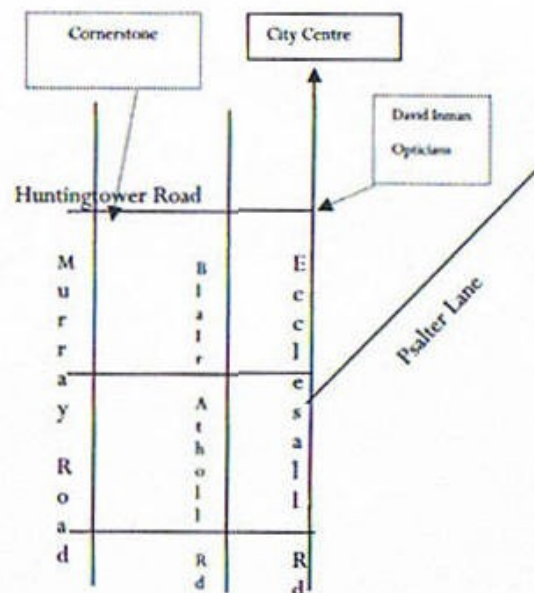 Cornerstone
City Centre
David Inman
Opticians
Huntingtower Road
Murray Road
Blair Atholl Rd
Ecclesall Rd
Psalter Lane